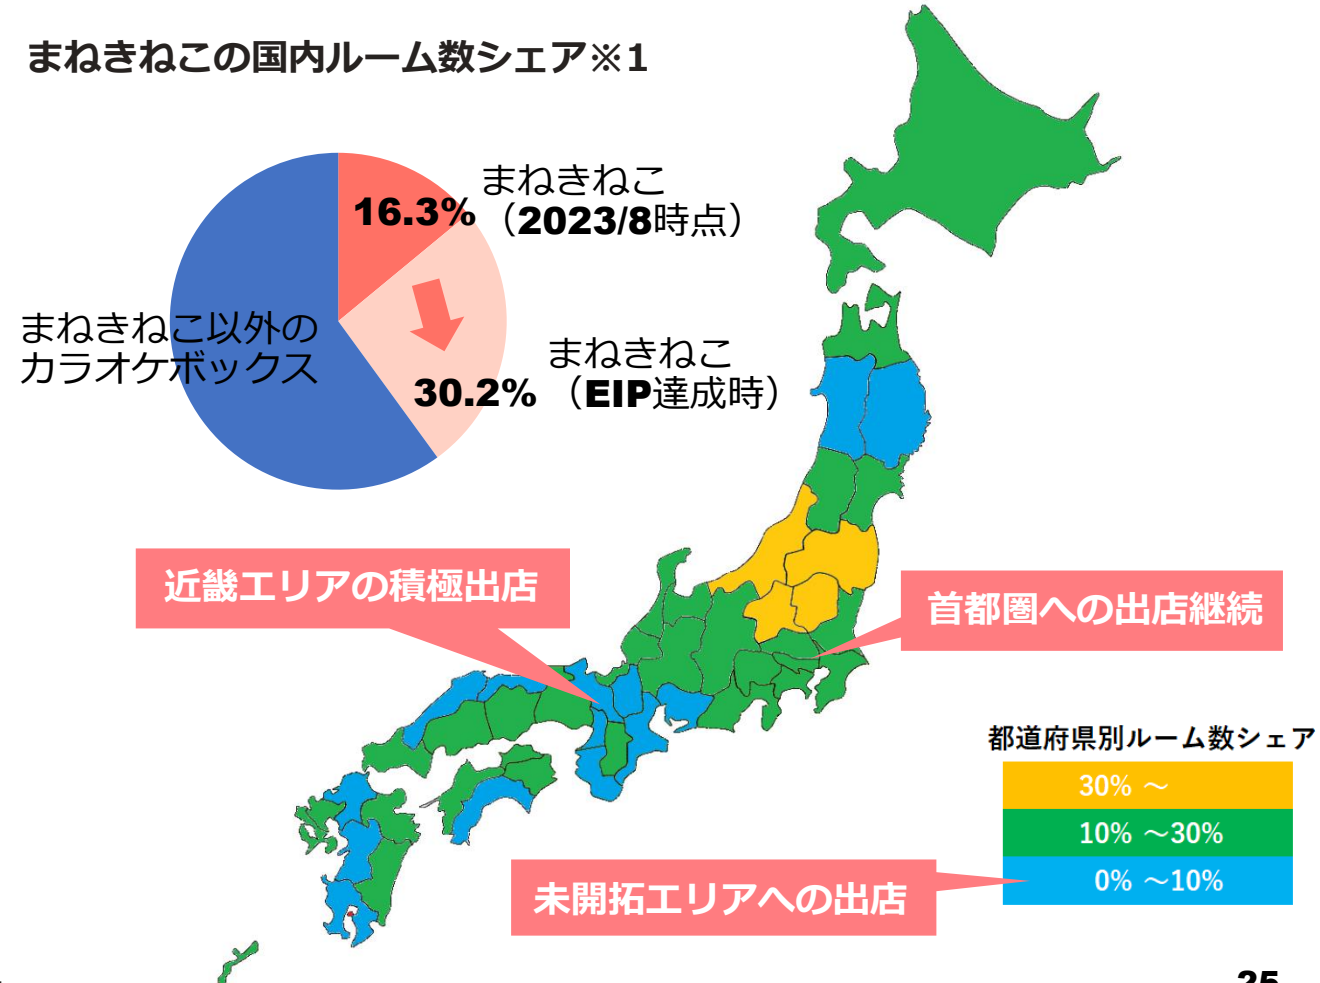 まねきねこの国内ルーム数シェア※1
まねきねこ
16.3%（2023/8時点）
まねきねこ以外の
カラオケボックス
まねきねこ
30.2%（EIP達成時）
近畿エリアの積極出店
首都圏への出店継続
都道府県別ルーム数シェア
30% ～
10% ～30%
0% ～10%
未開拓エリアへの出店
25